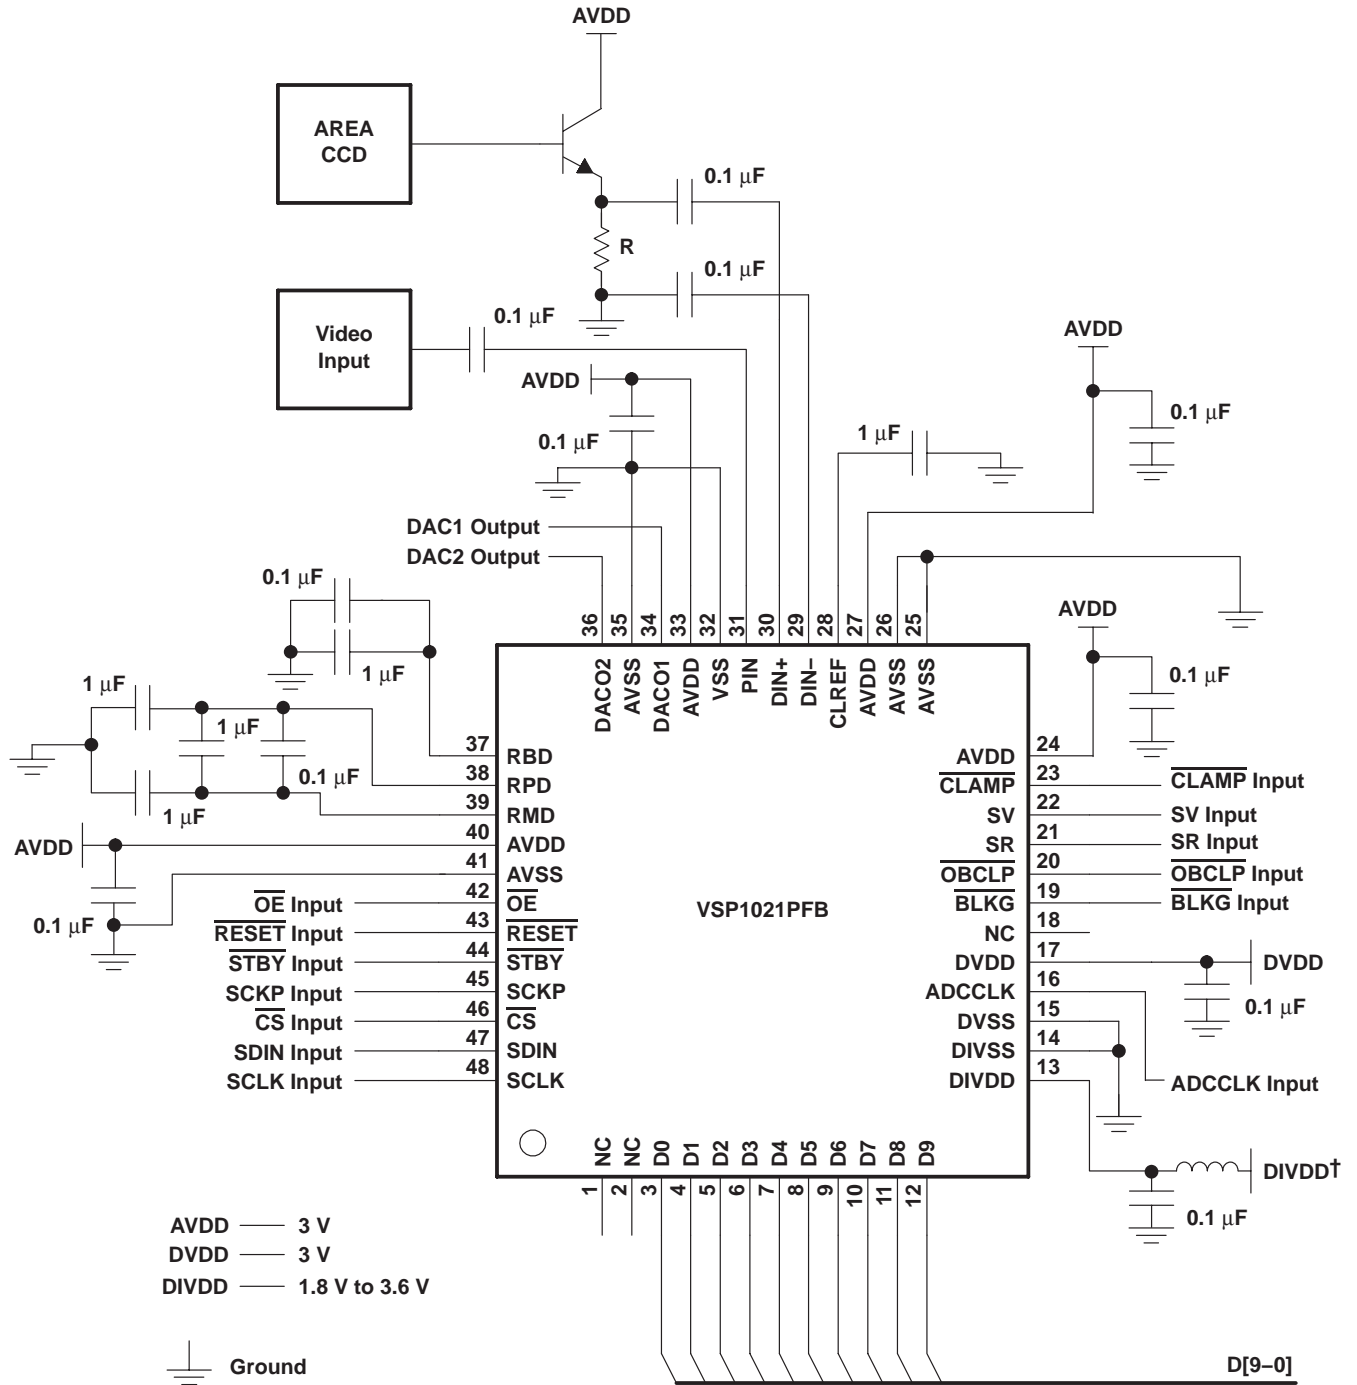 AVDD
AREA
CCD
0.1 μF
R
0.1 μF
Video
Input
0.1 μF
AVDD
AVDD
0.1 μF
0.1 μF
1 μF
DAC1 Output
DAC2 Output
0.1 μF
1 μF
AVDD
0.1 μF
36
35
34
33
32
31
30
29
28
27
26
25
DACO2
AVSS
DACO1
AVDD
VSS
PIN
DIN+
DIN–
CLREF
AVDD
AVSS
AVSS
1 μF
1 μF
0.1 μF
1 μF
AVDD
0.1 μF
37 RBD
38 RPD
39 RMD
40 AVDD
41 AVSS
OE Input 42 OE
RESET Input 43 RESET
STBY Input 44 STBY
SCKP Input 45 SCKP
CS Input 46 CS
SDIN Input 47 SDIN
SCLK Input 48 SCLK
VSP1021PFB
AVDD 24
CLAMP 23 CLAMP Input
SV 22 SV Input
SR 21 SR Input
OBCLP 20 OBCLP Input
BLKG 19 BLKG Input
NC 18
DVDD 17 DVDD
0.1 μF
ADCCLK 16 ADCCLK Input
DVSS 15
DIVSS 14
DIVDD 13
DIVDD†
0.1 μF
NC
NC
D0
D1
D2
D3
D4
D5
D6
D7
D8
D9
1
2
3
4
5
6
7
8
9
10
11
12
AVDD 3 V
DVDD 3 V
DIVDD 1.8 V to 3.6 V
Ground
D[9–0]